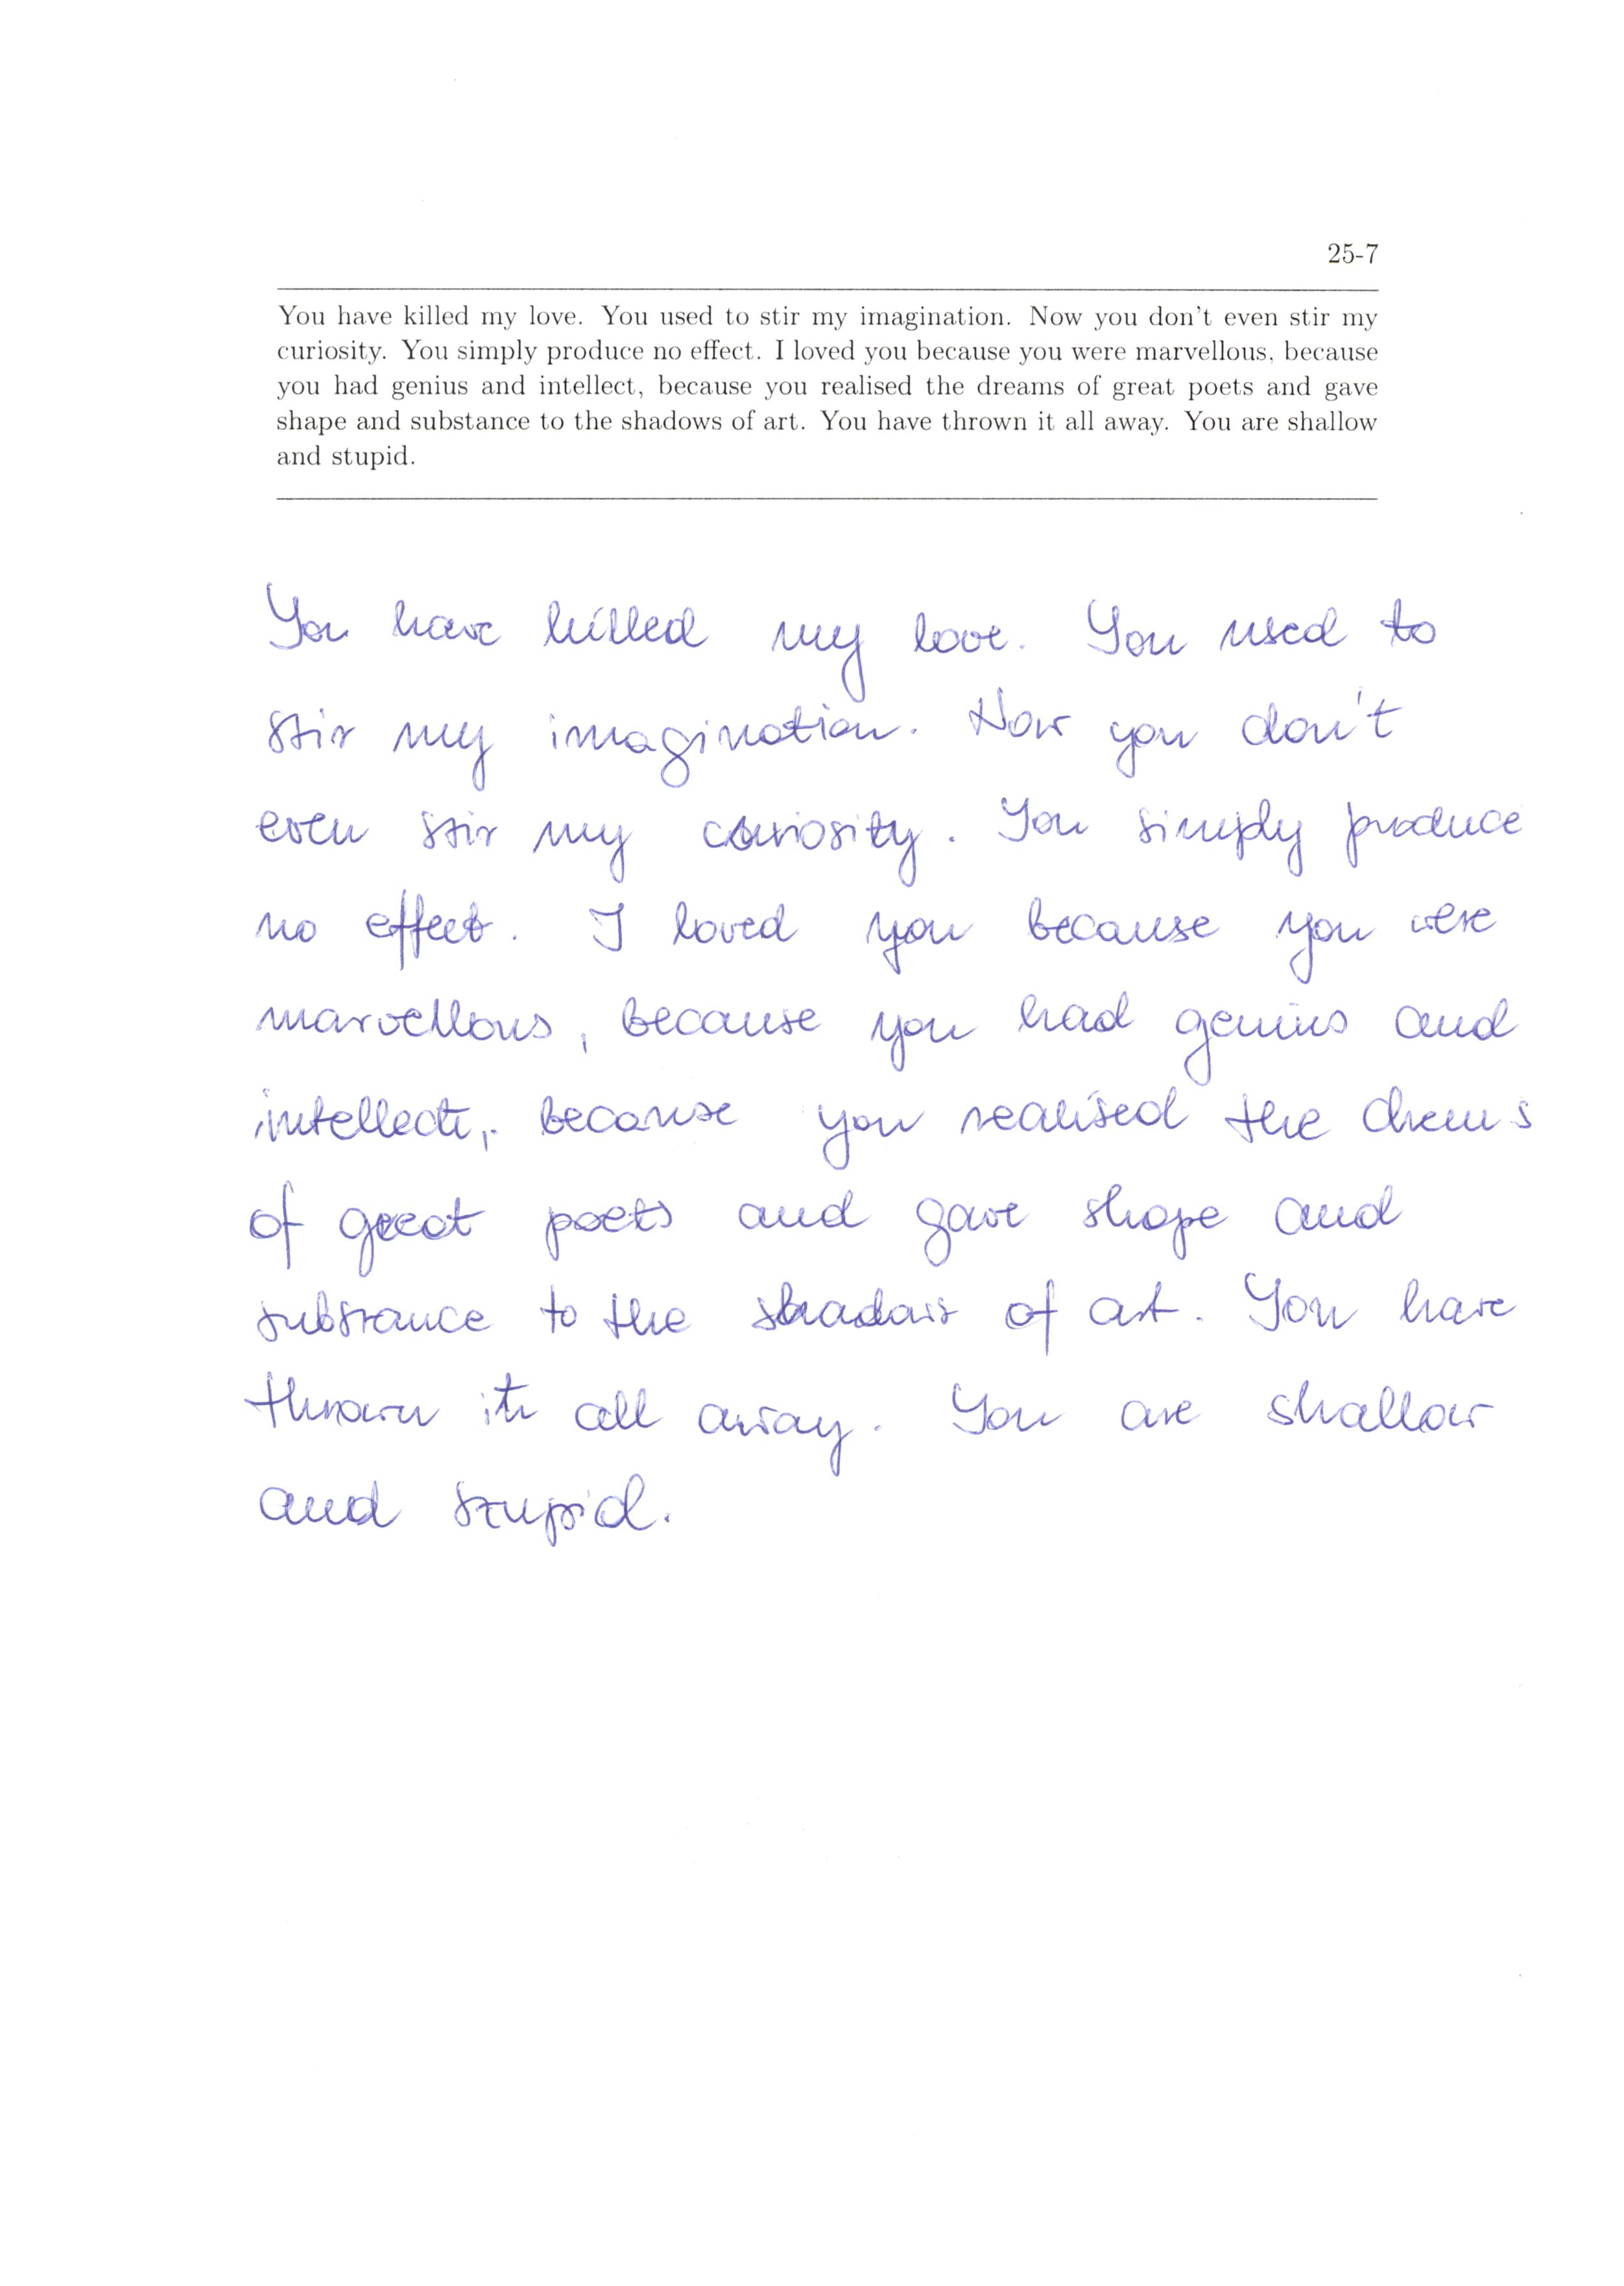 25-7
You have killed my love. You used to stir my imagination. Now you don't even stir my
curiosity. You simply produce no effect. I loved you because you were marvellous, because
you had genius and intellect, because you realised the dreams of great poets and gave
shape and substance to the shadows of art. You have thrown it all away. You are shallow
and stupid.
You have killed my love. You used to
stir my imagination. Now you don't
even stir my curiosity. You simply produce
no effect. I loved you because you were
marvellous, because you had genius and
intellect, because you realised the drems
of great poets and gave shape and
substance to the shadows of art. You have
thrown it all away. You are shallow
and stupid.